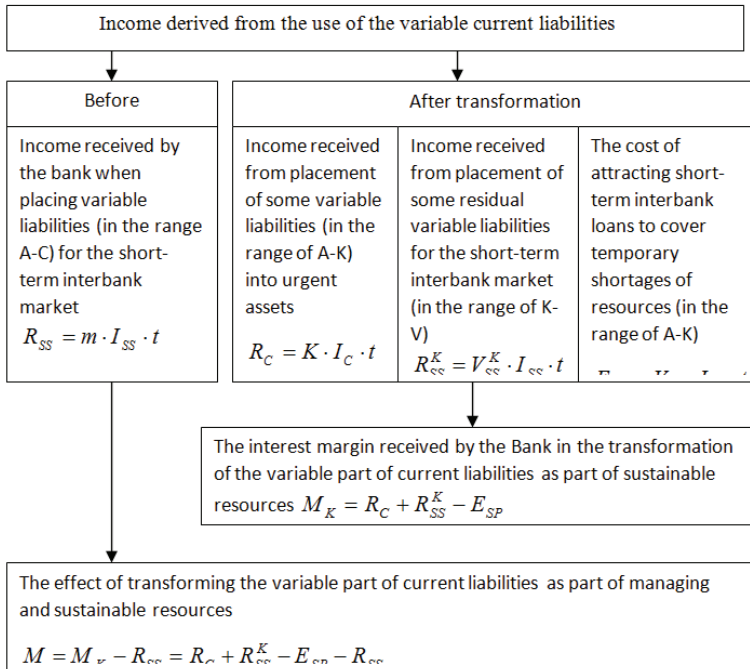 Income derived from the use of the variable current liabilities
Before
After transformation
Income received by
the bank when
placing variable
liabilities (in the range
A-C) for the short-
term interbank
market
R_SS = m · I_SS · t
Income received
from placement of
some variable
liabilities (in the
range of A-K)
into urgent
assets
R_C = K · I_C · t
Income received
from placement of
some residual
variable liabilities
for the short-term
interbank market
(in the range of K-
V)
R_SS^K = V_SS^K · I_SS · t
The cost of
attracting short-
term interbank
loans to cover
temporary
shortages of
resources (in the
range of A-K)
The interest margin received by the Bank in the transformation
of the variable part of current liabilities as part of sustainable
resources M_K = R_C + R_SS^K − E_SP
The effect of transforming the variable part of current liabilities as part of managing
and sustainable resources
M = M_K − R_SS = R_C + R_SS^K − E_SP − R_SS